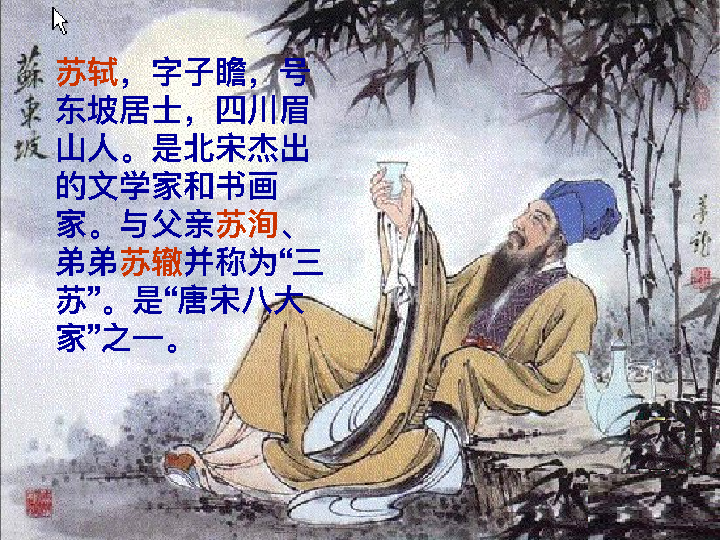 蘇東坡
苏轼，字子瞻，号
东坡居士，四川眉
山人。是北宋杰出
的文学家和书画
家。与父亲苏洵、
弟弟苏辙并称为“三
苏”。是“唐宋八大
家”之一。